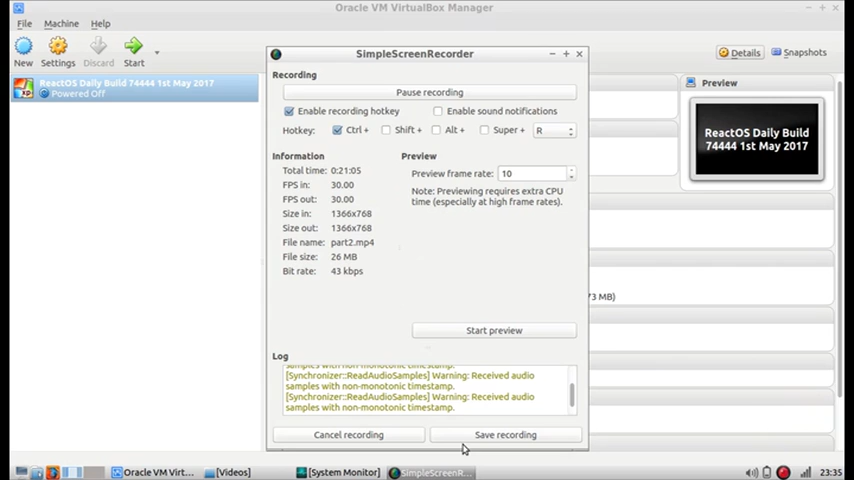 Oracle VM VirtualBox Manager
File Machine Help
New Settings Discard Start
Details Snapshots
ReactOS Daily Build 74444 1st May 2017
Powered Off
Preview
ReactOS Daily Build
74444 1st May 2017
73 MB)
SimpleScreenRecorder
Recording
Pause recording
Enable recording hotkey Enable sound notifications
Hotkey: Ctrl + Shift + Alt + Super + R
Information
Total time: 0:21:05
FPS in: 30.00
FPS out: 30.00
Size in: 1366x768
Size out: 1366x768
File name: part2.mp4
File size: 26 MB
Bit rate: 43 kbps
Preview
Preview frame rate: 10
Note: Previewing requires extra CPU
time (especially at high frame rates).
Start preview
Log
samples with non-monotonic timestamp.
[Synchronizer::ReadAudioSamples] Warning: Received audio
samples with non-monotonic timestamp.
[Synchronizer::ReadAudioSamples] Warning: Received audio
samples with non-monotonic timestamp.
Cancel recording Save recording
Oracle VM Virt... [Videos] [System Monitor] SimpleScreenR... 23:35